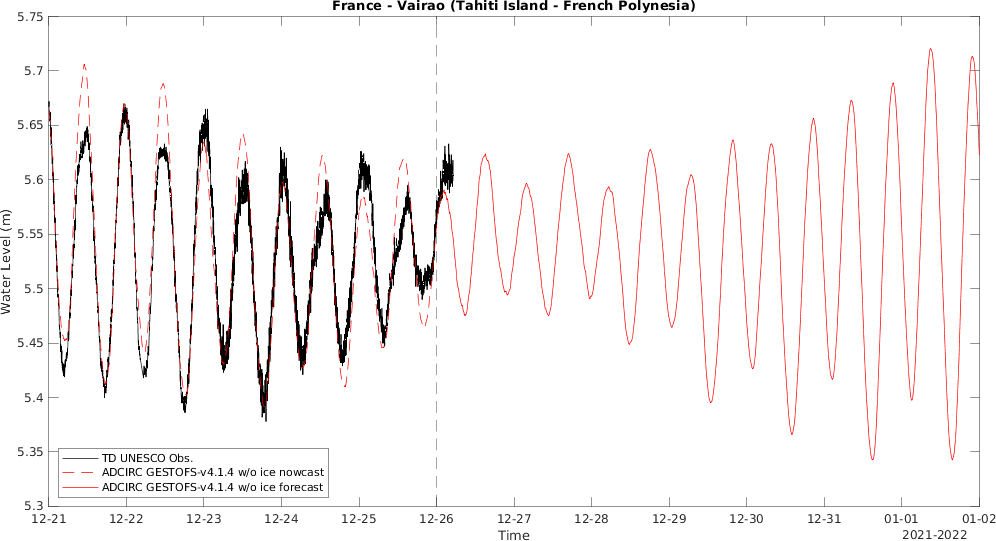 France - Vairao (Tahiti Island - French Polynesia)
5.75
5.7
5.65
5.6
5.55
5.5
5.45
5.4
5.35
5.3
Water Level (m)
TD UNESCO Obs.
ADCIRC GESTOFS-v4.1.4 w/o ice nowcast
ADCIRC GESTOFS-v4.1.4 w/o ice forecast
12-21 12-22 12-23 12-24 12-25 12-26 12-27 12-28 12-29 12-30 12-31 01-01 01-02
Time
2021-2022